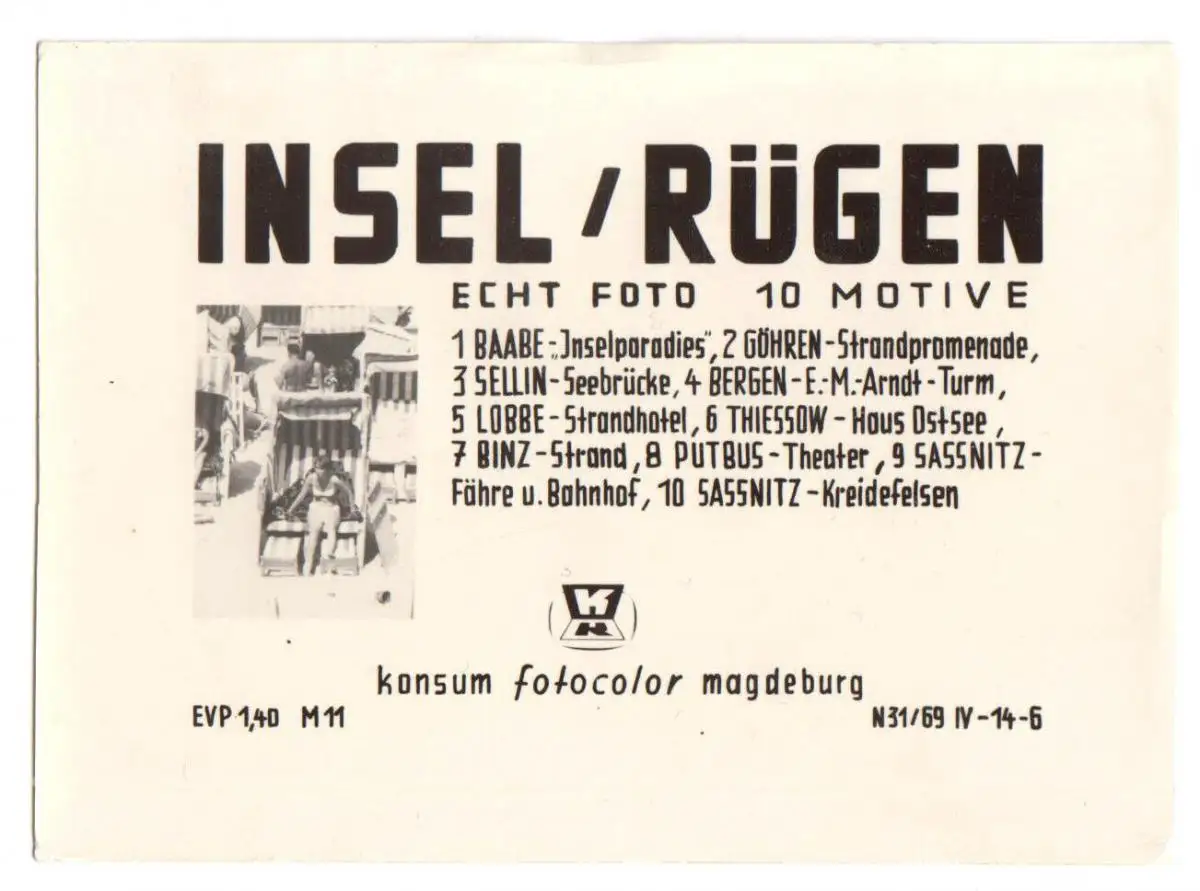 INSEL / RÜGEN
ECHT FOTO 10 MOTIVE
1 BAABE-„Inselparadies", 2 GÖHREN-Strandpromenade,
3 SELLIN-Seebrücke, 4 BERGEN-E.-M.-Arndt-Turm,
5 LOBBE-Strandhotel, 6 THIESSOW-Haus Ostsee,
7 BINZ-Strand, 8 PUTBUS-Theater, 9 SASSNITZ-
Fähre u. Bahnhof, 10 SASSNITZ-Kreidefelsen
K
konsum fotocolor magdeburg
EVP 1,40 M 11
N 31/69 IV-14-6